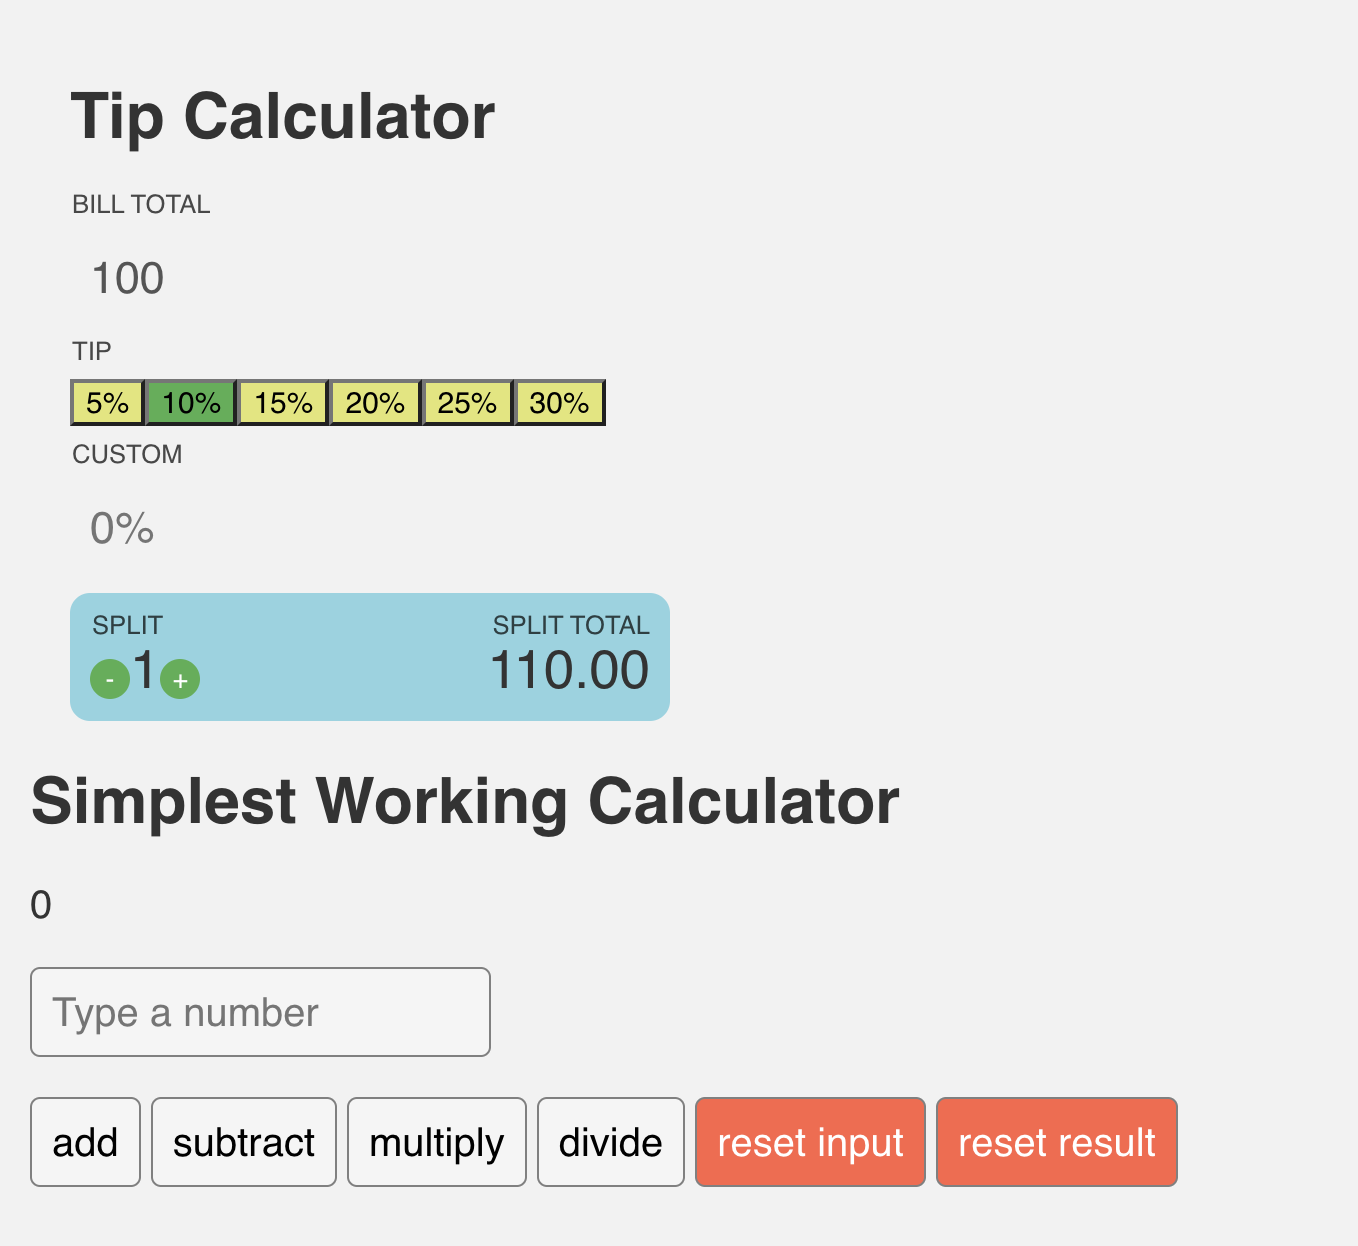 Tip Calculator
BILL TOTAL
100
TIP
5% 10% 15% 20% 25% 30%
CUSTOM
0%
SPLIT SPLIT TOTAL
- 1 + 110.00
Simplest Working Calculator
0
Type a number
add subtract multiply divide reset input reset result